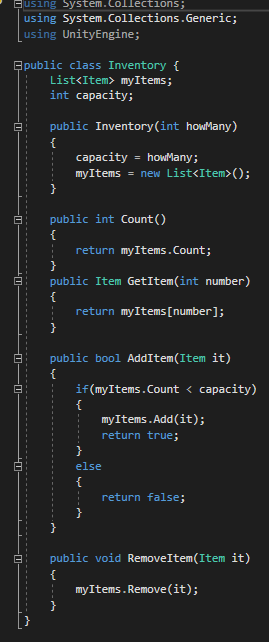 using System.Collections;
using System.Collections.Generic;
using UnityEngine;
public class Inventory {
List<Item> myItems;
int capacity;
public Inventory(int howMany)
{
capacity = howMany;
myItems = new List<Item>();
}
public int Count()
{
return myItems.Count;
}
public Item GetItem(int number)
{
return myItems[number];
}
public bool AddItem(Item it)
{
if(myItems.Count < capacity)
{
myItems.Add(it);
return true;
}
else
{
return false;
}
}
public void RemoveItem(Item it)
{
myItems.Remove(it);
}
}